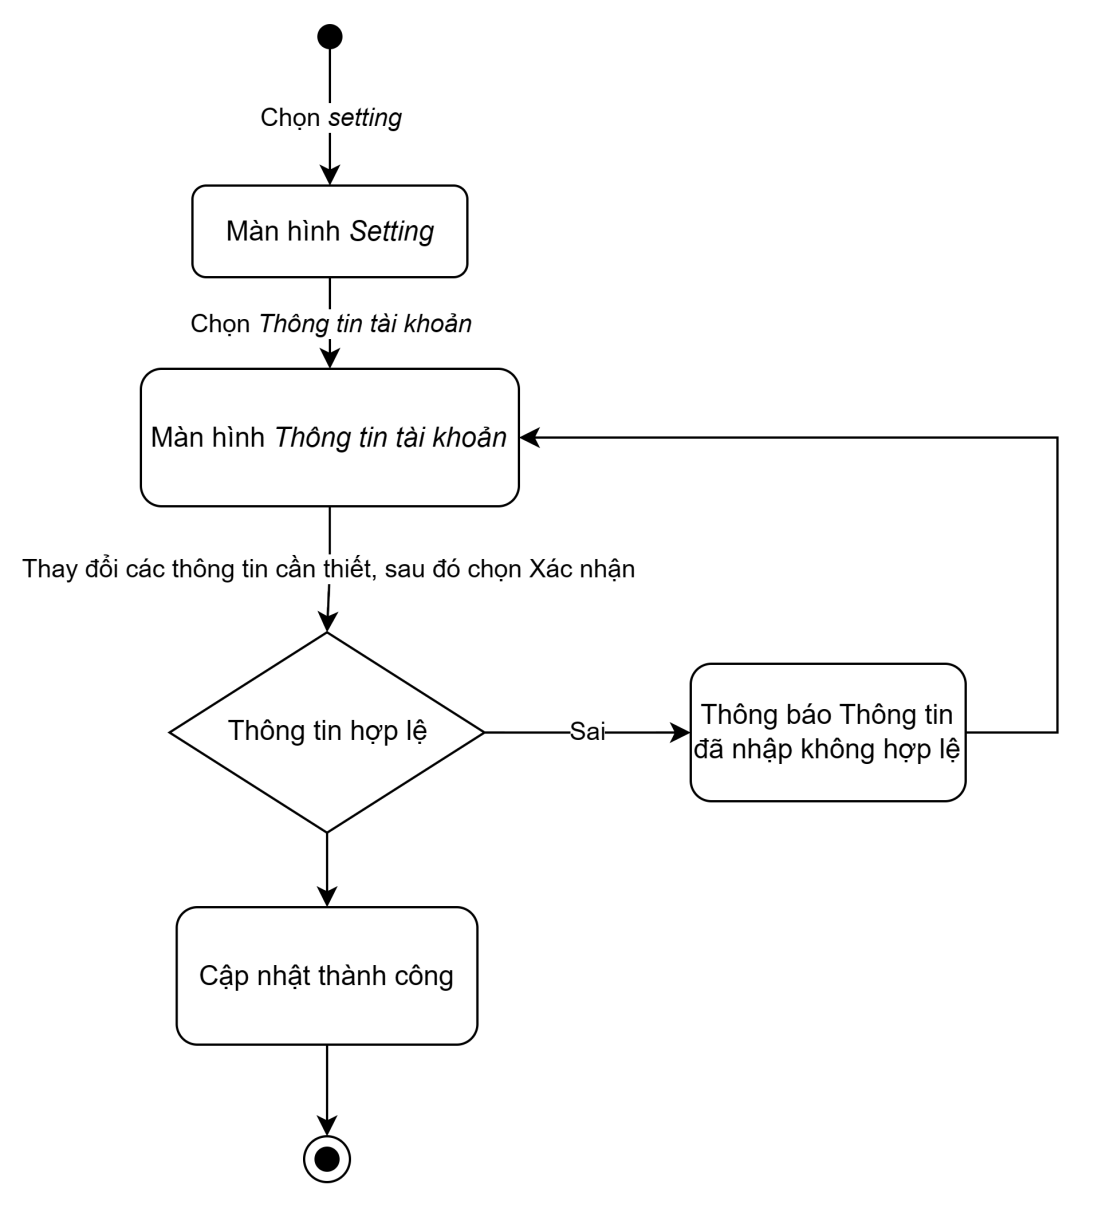 Chọn setting
Màn hình Setting
Chọn Thông tin tài khoản
Màn hình Thông tin tài khoản
Thay đổi các thông tin cần thiết, sau đó chọn Xác nhận
Thông tin hợp lệ
Sai
Thông báo Thông tin
đã nhập không hợp lệ
Cập nhật thành công